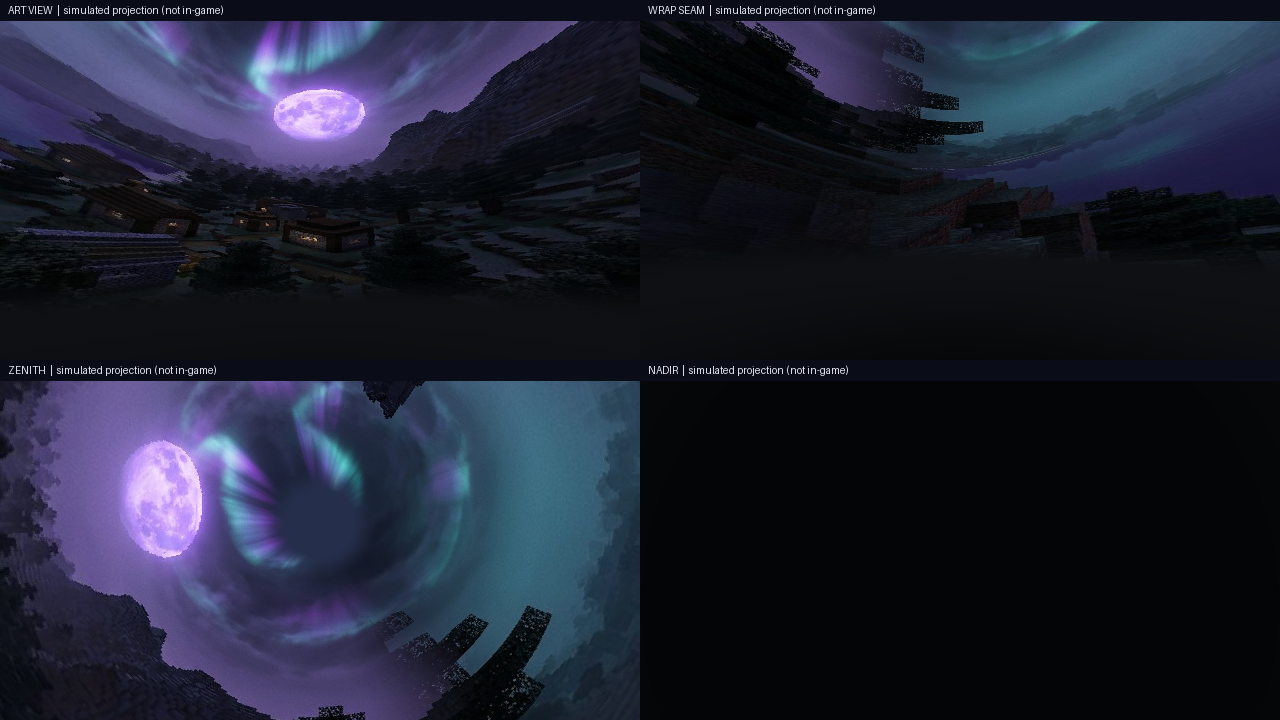 ART VIEW | simulated projection (not in-game)
WRAP SEAM | simulated projection (not in-game)
ZENITH | simulated projection (not in-game)
NADIR | simulated projection (not in-game)